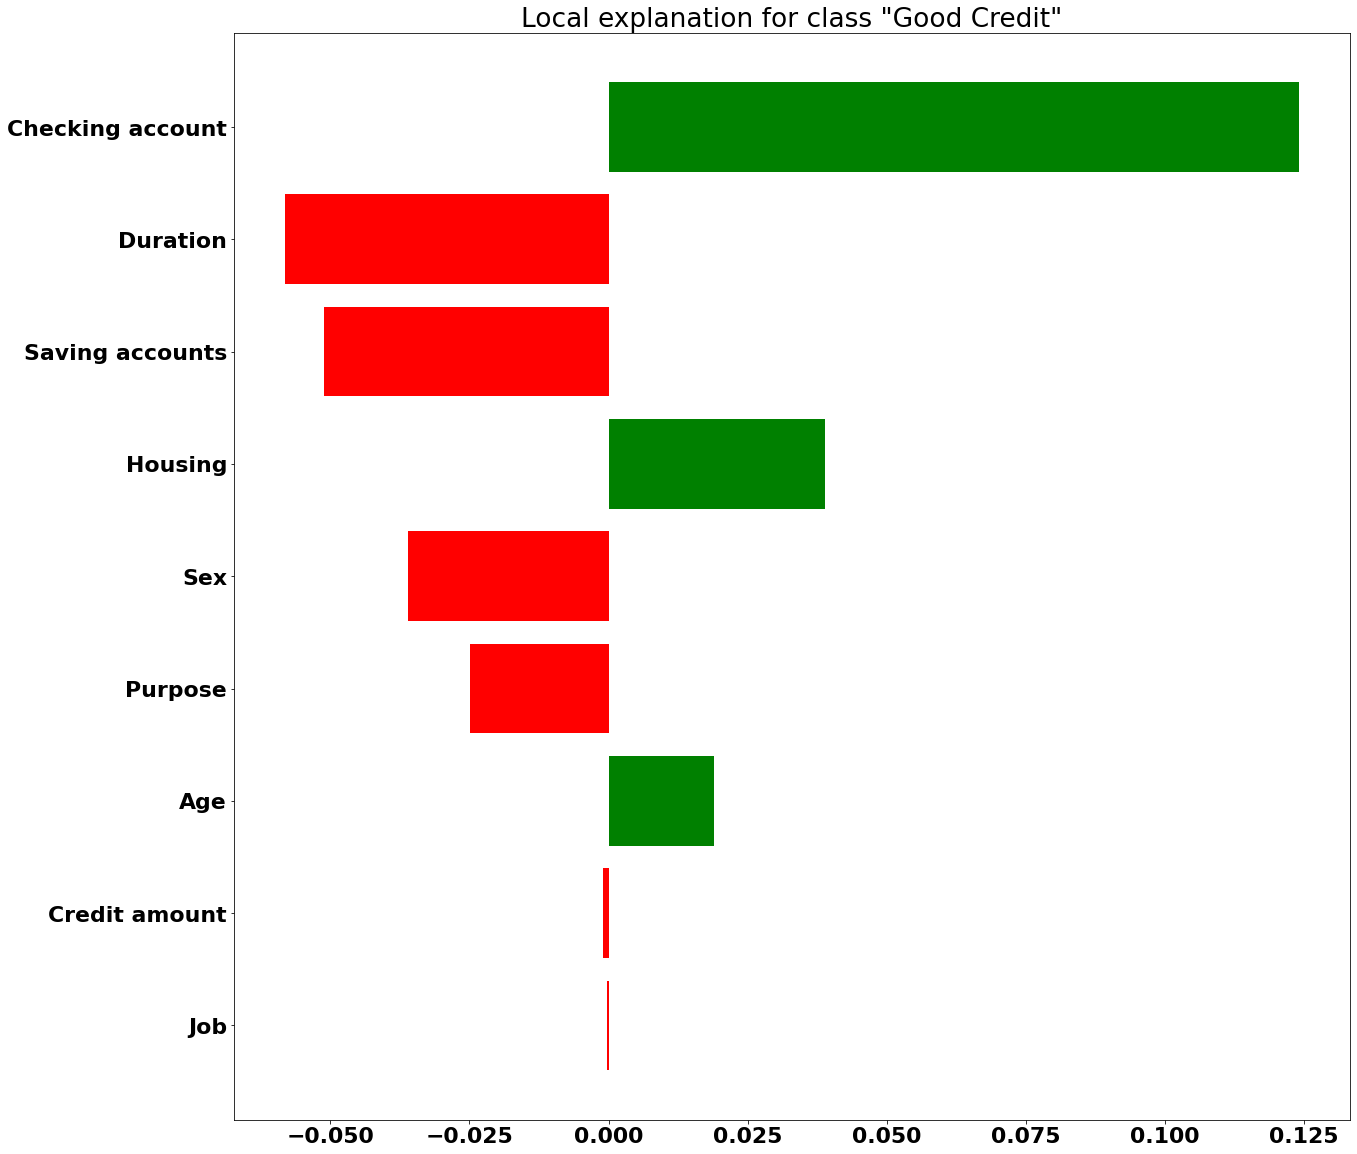 Local explanation for class "Good Credit"
Checking account
Duration
Saving accounts
Housing
Sex
Purpose
Age
Credit amount
Job
−0.050 −0.025 0.000 0.025 0.050 0.075 0.100 0.125